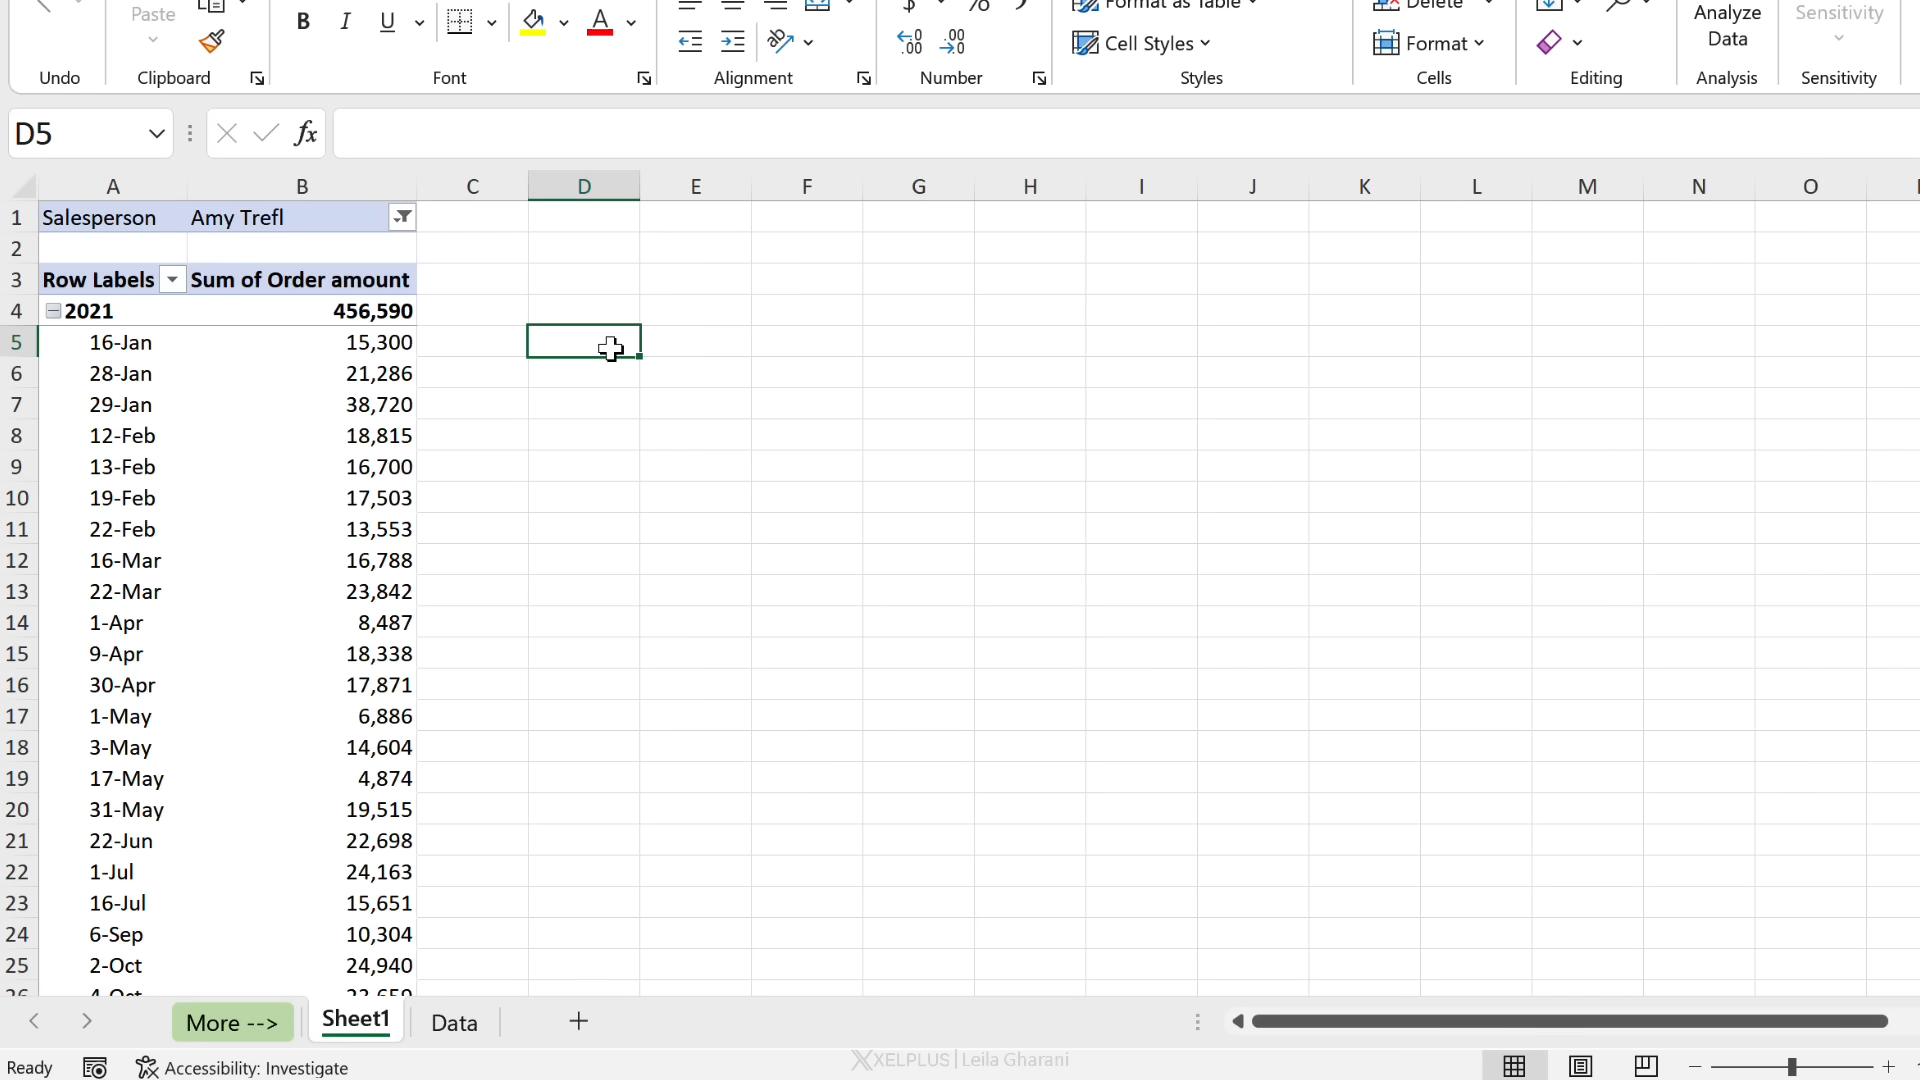 Paste
B I U A
$ %
Format as Table
Delete
Cell Styles
Format
Analyze Data
Sensitivity
Undo Clipboard Font Alignment Number Styles Cells Editing Analysis Sensitivity
D5 fx
A B C D E F G H I J K L M N O
1 Salesperson Amy Trefl
2
3 Row Labels Sum of Order amount
4 2021 456,590
5 16-Jan 15,300
6 28-Jan 21,286
7 29-Jan 38,720
8 12-Feb 18,815
9 13-Feb 16,700
10 19-Feb 17,503
11 22-Feb 13,553
12 16-Mar 16,788
13 22-Mar 23,842
14 1-Apr 8,487
15 9-Apr 18,338
16 30-Apr 17,871
17 1-May 6,886
18 3-May 14,604
19 17-May 4,874
20 31-May 19,515
21 22-Jun 22,698
22 1-Jul 24,163
23 16-Jul 15,651
24 6-Sep 10,304
25 2-Oct 24,940
26
More --> Sheet1 Data +
Ready Accessibility: Investigate XELPLUS | Leila Gharani